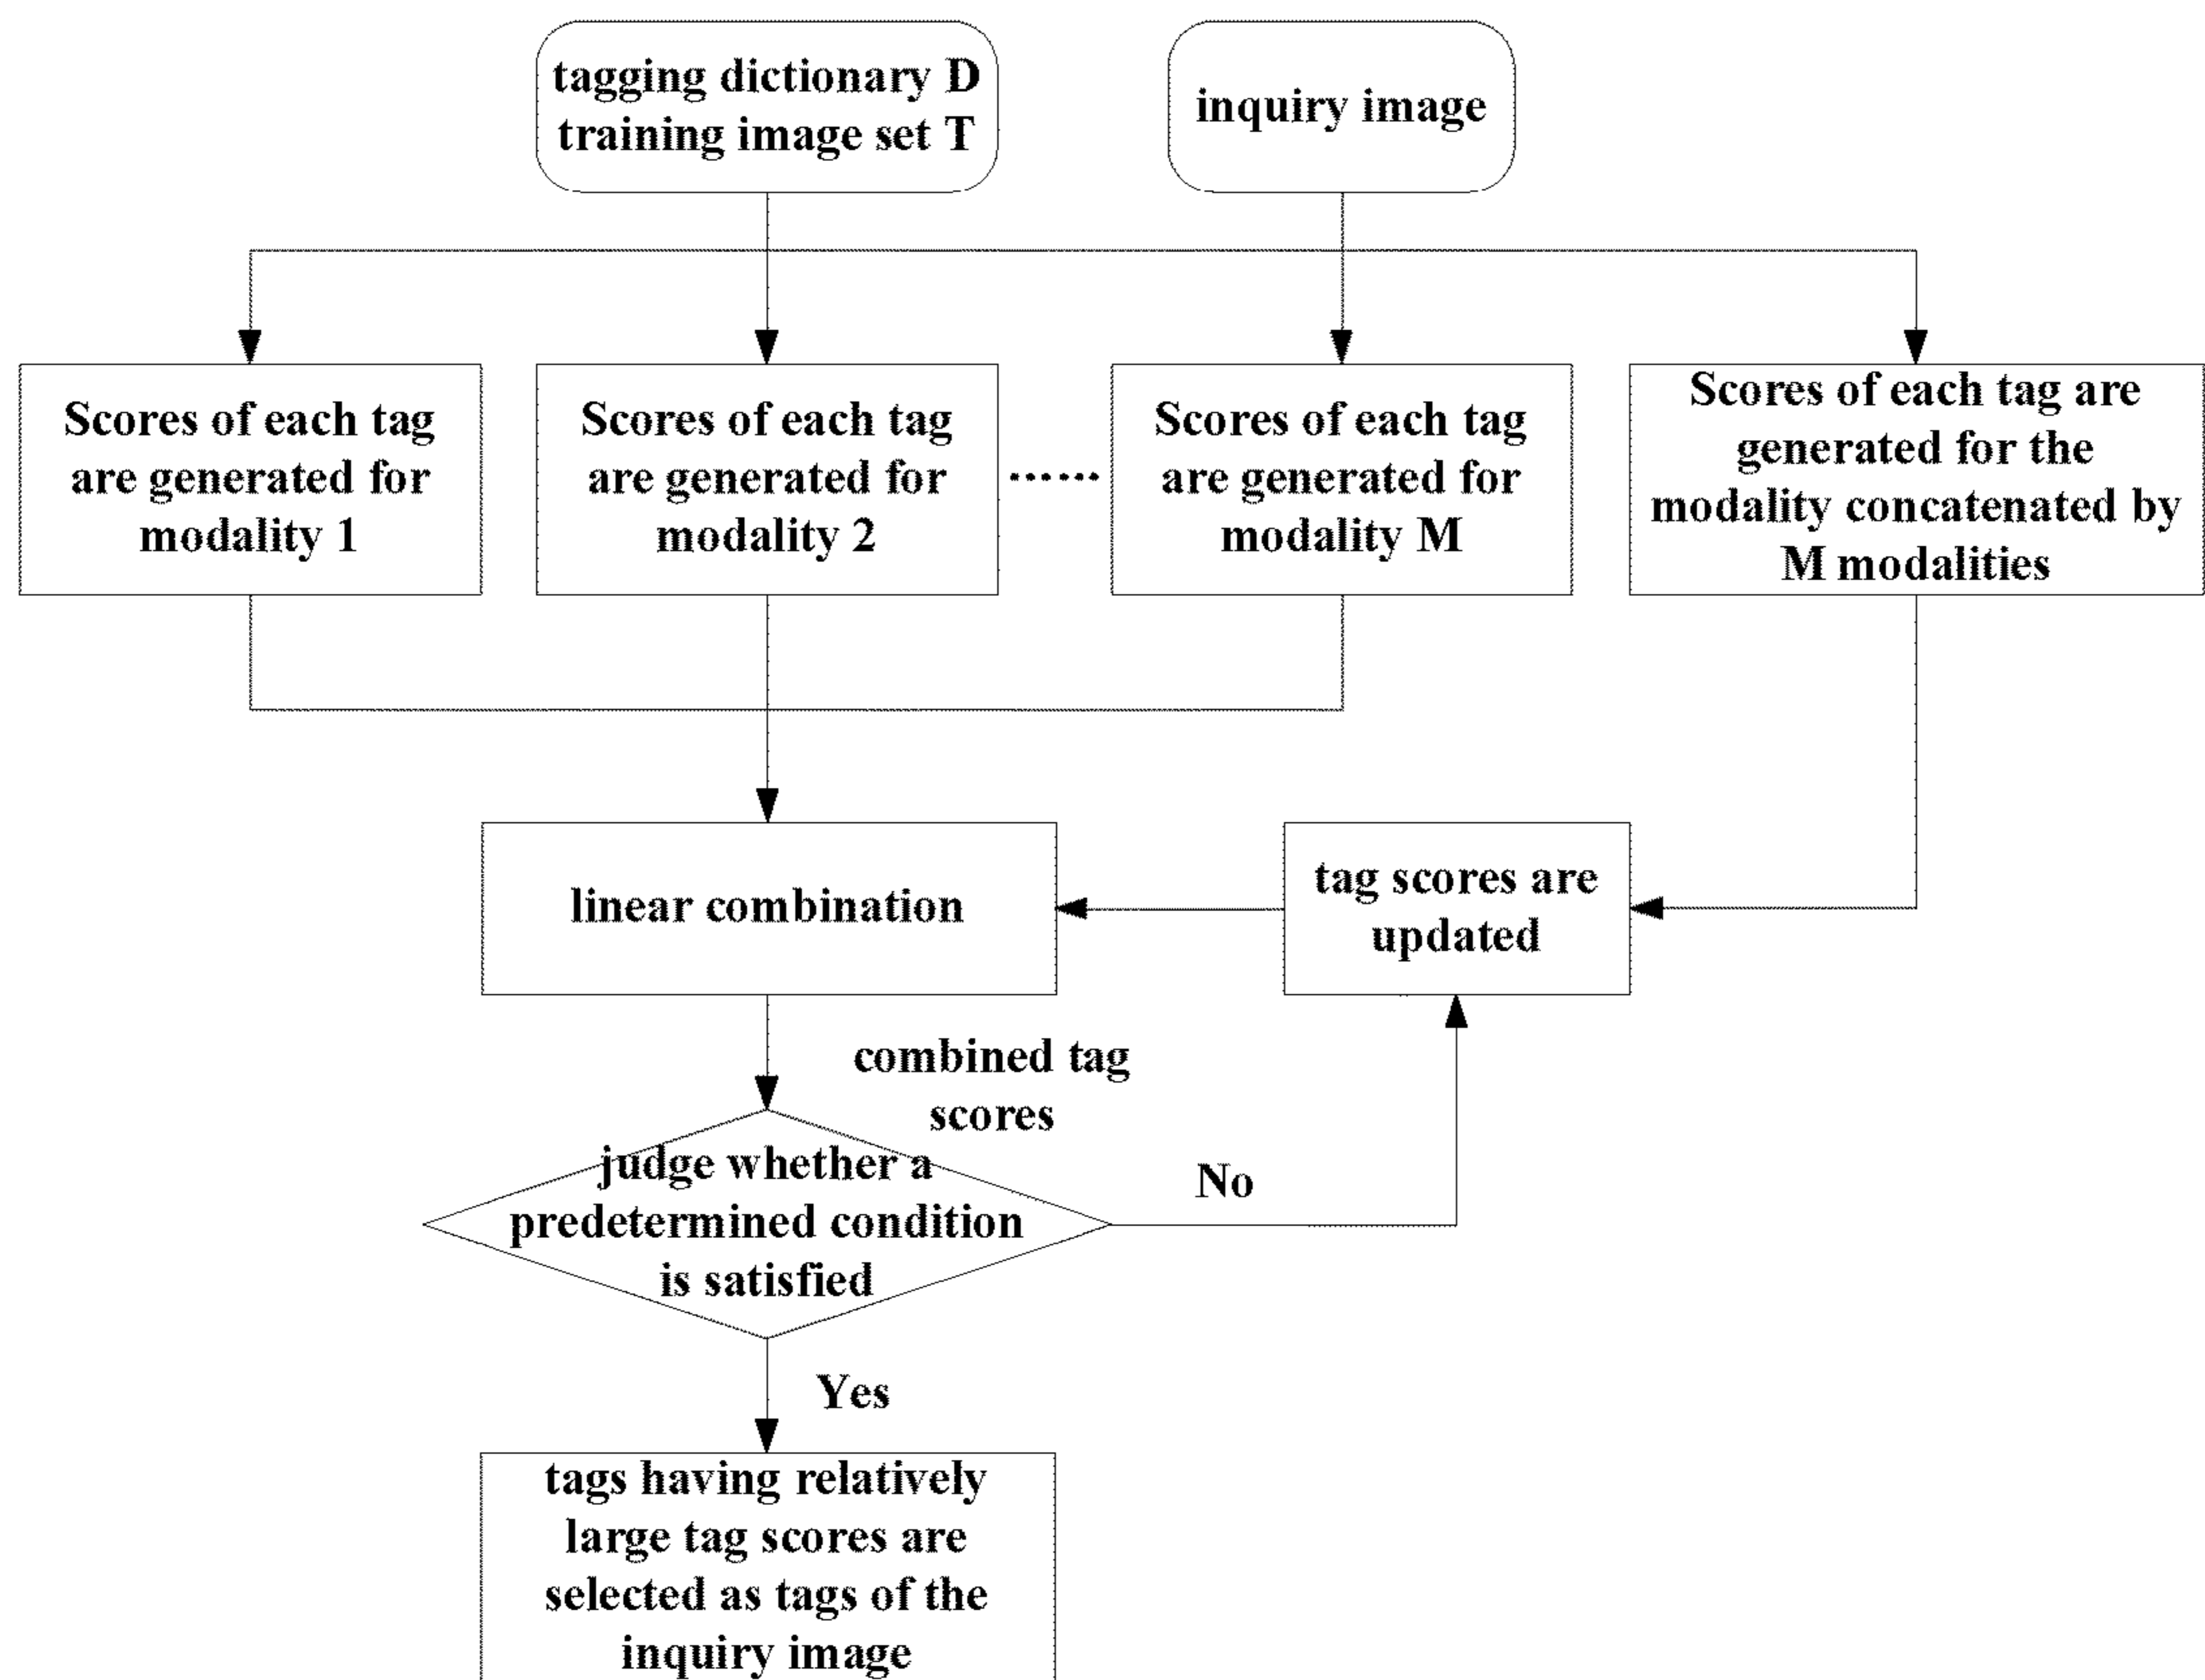 tagging dictionary D
training image set T
inquiry image
Scores of each tag
are generated for
modality 1
Scores of each tag
are generated for
modality 2
......
Scores of each tag
are generated for
modality M
Scores of each tag are
generated for the
modality concatenated by
M modalities
linear combination
tag scores are
updated
combined tag
scores
judge whether a
predetermined condition
is satisfied
No
Yes
tags having relatively
large tag scores are
selected as tags of the
inquiry image